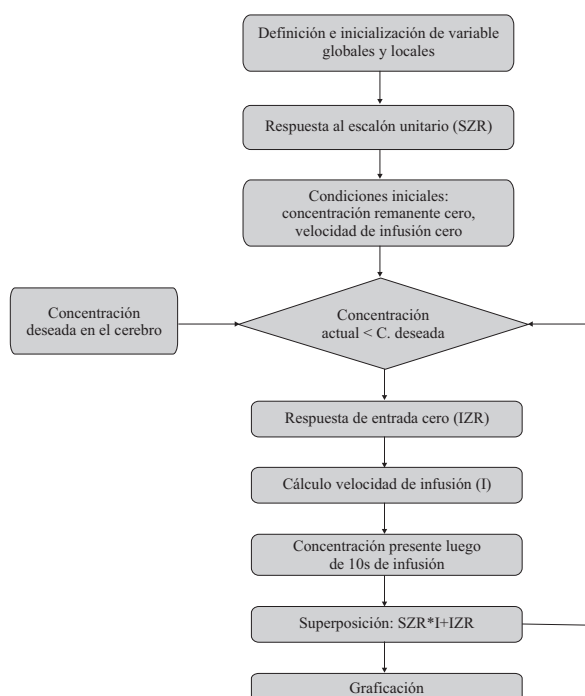 Definición e inicialización de variable
globales y locales
Respuesta al escalón unitario (SZR)
Condiciones iniciales:
concentración remanente cero,
velocidad de infusión cero
Concentración
deseada en el cerebro
Concentración
actual < C. deseada
Respuesta de entrada cero (IZR)
Cálculo velocidad de infusión (I)
Concentración presente luego
de 10s de infusión
Superposición: SZR*I+IZR
Graficación